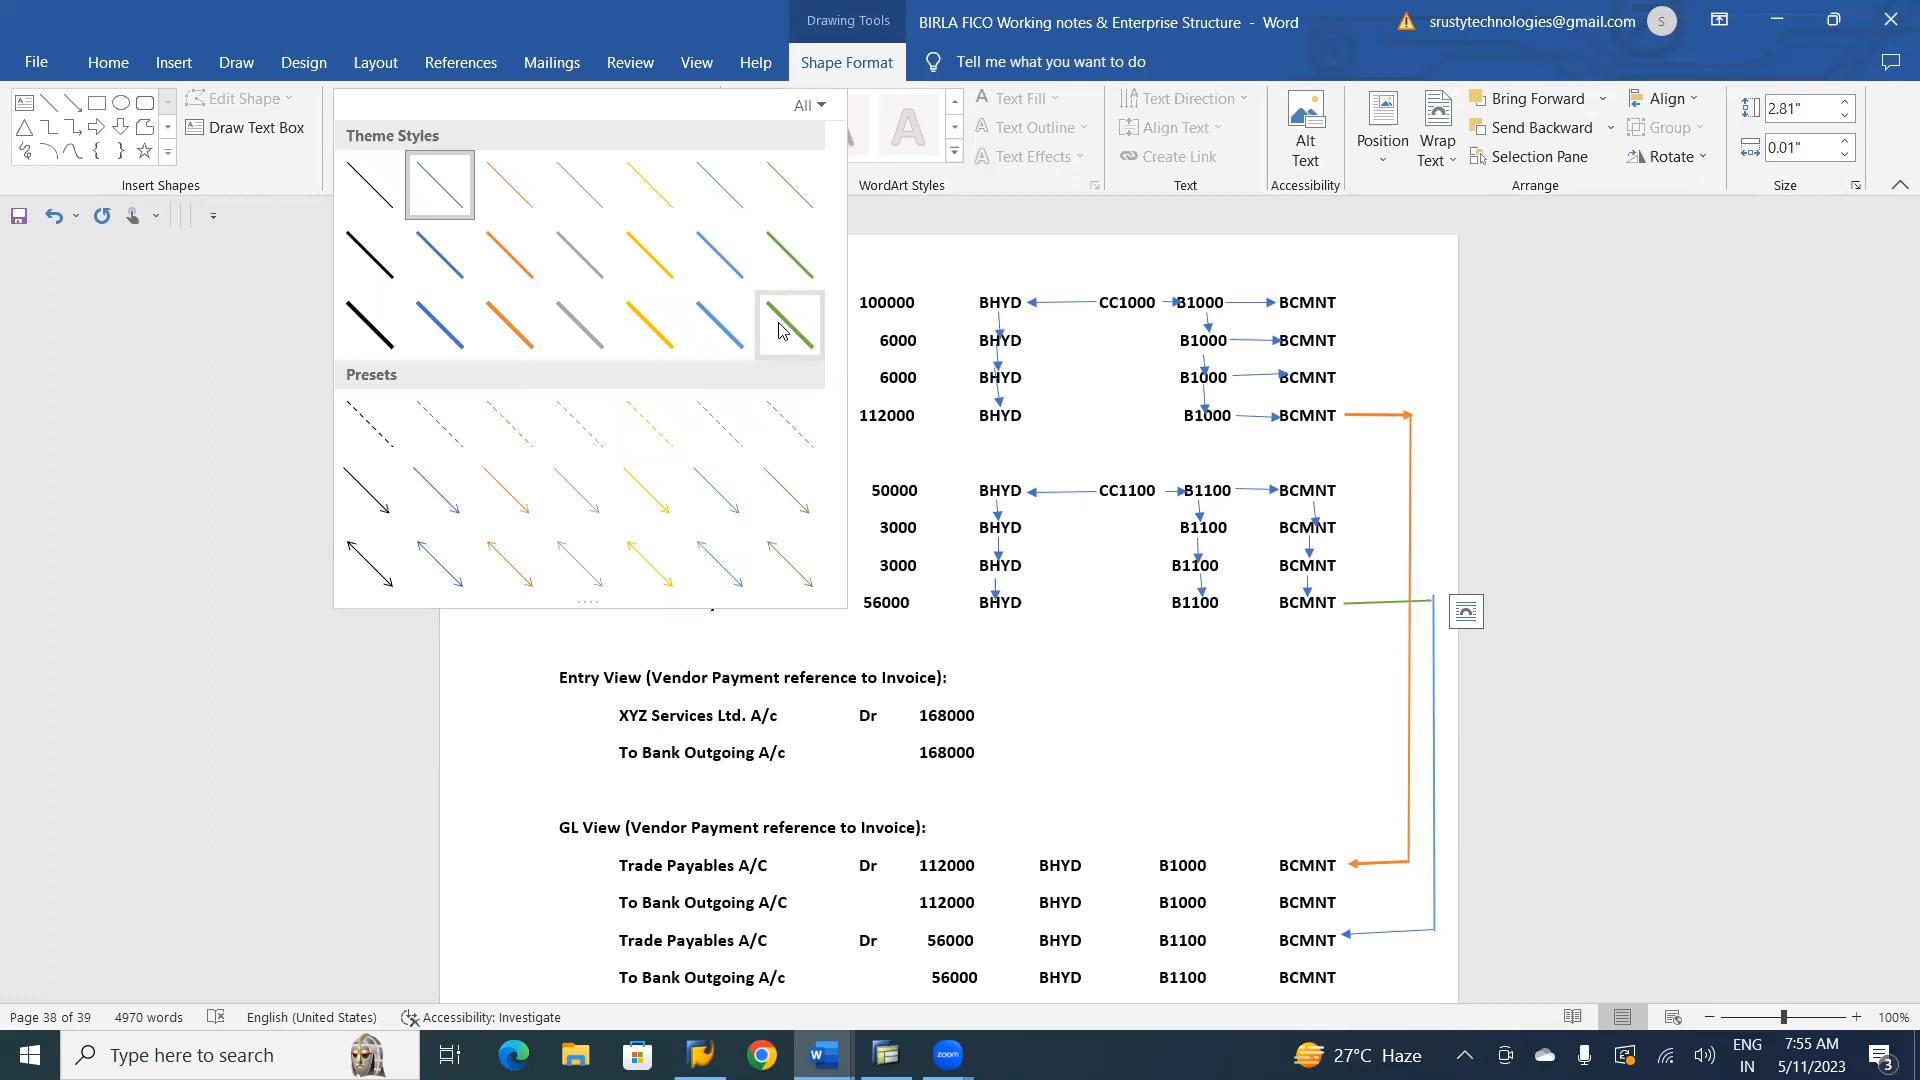 Drawing Tools
BIRLA FICO Working notes & Enterprise Structure - Word
srustytechnologies@gmail.com
S
File Home Insert Draw Design Layout References Mailings Review View Help Shape Format Tell me what you want to do
Edit Shape
Draw Text Box
Insert Shapes
All
Theme Styles
Presets
A
WordArt Styles
Text Fill
Text Outline
Text Effects
Text Direction
Align Text
Create Link
Text
Alt Text
Accessibility
Position
Wrap Text
Bring Forward
Send Backward
Selection Pane
Align
Group
Rotate
Arrange
2.81"
0.01"
Size
100000 BHYD CC1000 B1000 BCMNT
6000 BHYD B1000 BCMNT
6000 BHYD B1000 BCMNT
112000 BHYD B1000 BCMNT
50000 BHYD CC1100 B1100 BCMNT
3000 BHYD B1100 BCMNT
3000 BHYD B1100 BCMNT
56000 BHYD B1100 BCMNT
Entry View (Vendor Payment reference to Invoice):
XYZ Services Ltd. A/c Dr 168000
To Bank Outgoing A/c 168000
GL View (Vendor Payment reference to Invoice):
Trade Payables A/C Dr 112000 BHYD B1000 BCMNT
To Bank Outgoing A/C 112000 BHYD B1000 BCMNT
Trade Payables A/C Dr 56000 BHYD B1100 BCMNT
To Bank Outgoing A/c 56000 BHYD B1100 BCMNT
Page 38 of 39 4970 words English (United States) Accessibility: Investigate 100%
Type here to search
zoom
27°C Haze
ENG
IN
7:55 AM
5/11/2023
3